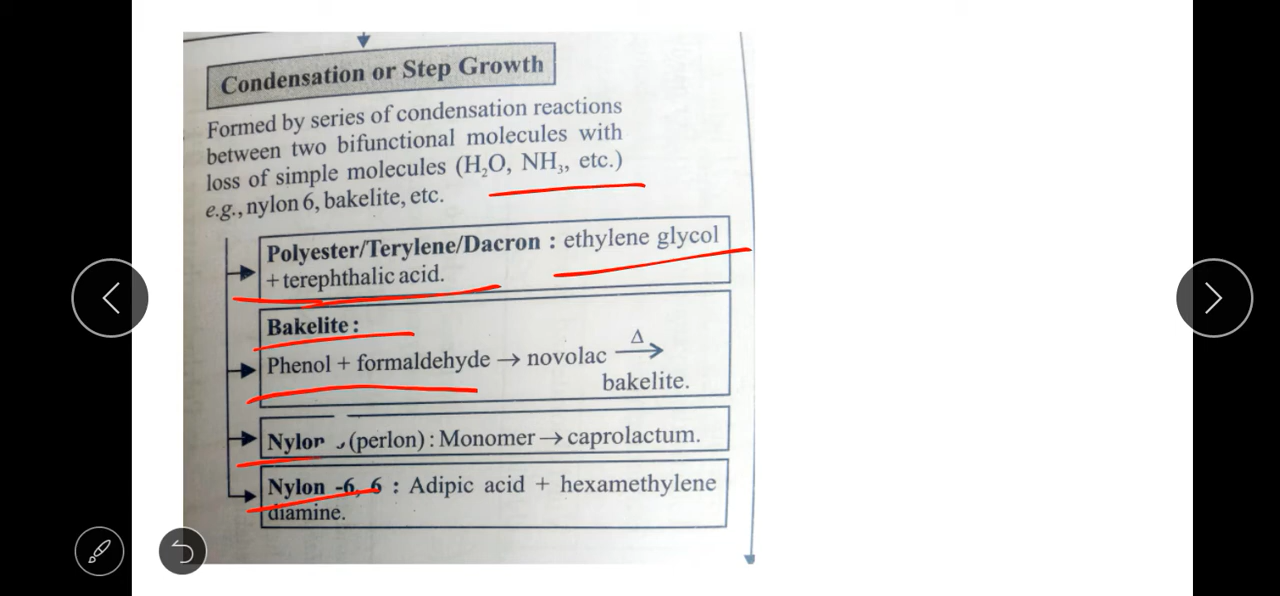 Condensation or Step Growth
Formed by series of condensation reactions
between two bifunctional molecules with
loss of simple molecules (H₂O, NH₃, etc.)
e.g., nylon 6, bakelite, etc.
Polyester/Terylene/Dacron : ethylene glycol
+ terephthalic acid.
Bakelite :
Phenol + formaldehyde → novolac Δ→
bakelite.
(perlon) : Monomer → caprolactum.
Nylon -6, 6 : Adipic acid + hexamethylene
diamine.